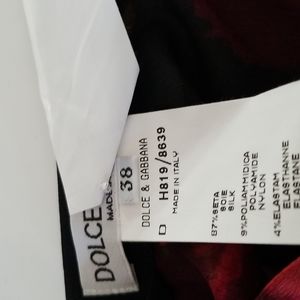 DOLCE
MADE
38
DOLCE & GABBANA
D H819/8639
MADE IN ITALY
87%SETA
SOIE
SILK
9%POLIAMMIDICA
POLYAMIDE
NYLON
4%ELASTAM
ELASTHANNE
ELASTAN